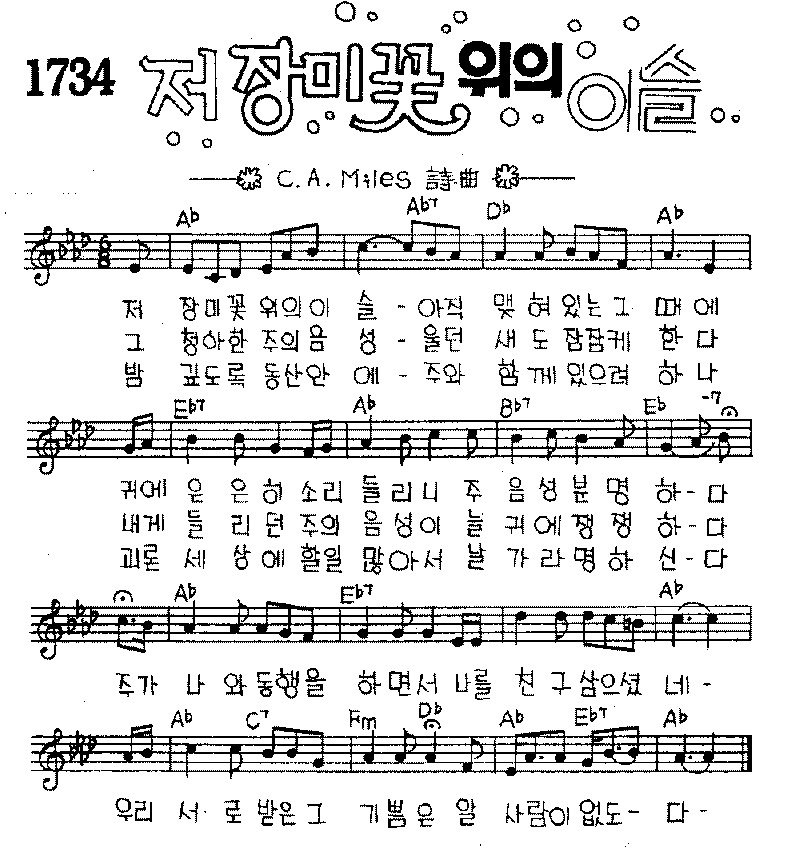 1734 저 장미꽃 위의 이슬
C.A. Miles 詩曲
Ab Ab7 Db Ab
저 장미꽃 위의이 슬 - 아직 맺 혀있는그 때에
그 청아한 주의음 성 - 울던 새 도잠잠케 한다
밤 깊도록 동산안 에 - 주와 함께있으려 하나
Eb7 Ab Bb7 Eb -7
귀에 은 은히 소리 들리니 주 음성분명 하-다
내게 들 리던 주의 음성이 늘 귀에쟁쟁 하-다
괴론 세 상에 할일 많아서 날 가라명하 신-다
Ab Eb7 Ab
주가 나 와동행을 하면서 나를 친구삼으셨 네-
Ab C7 Fm Db Ab Eb7 Ab
우리 서로 받은그 기쁨은 알 사람이없도- 다-